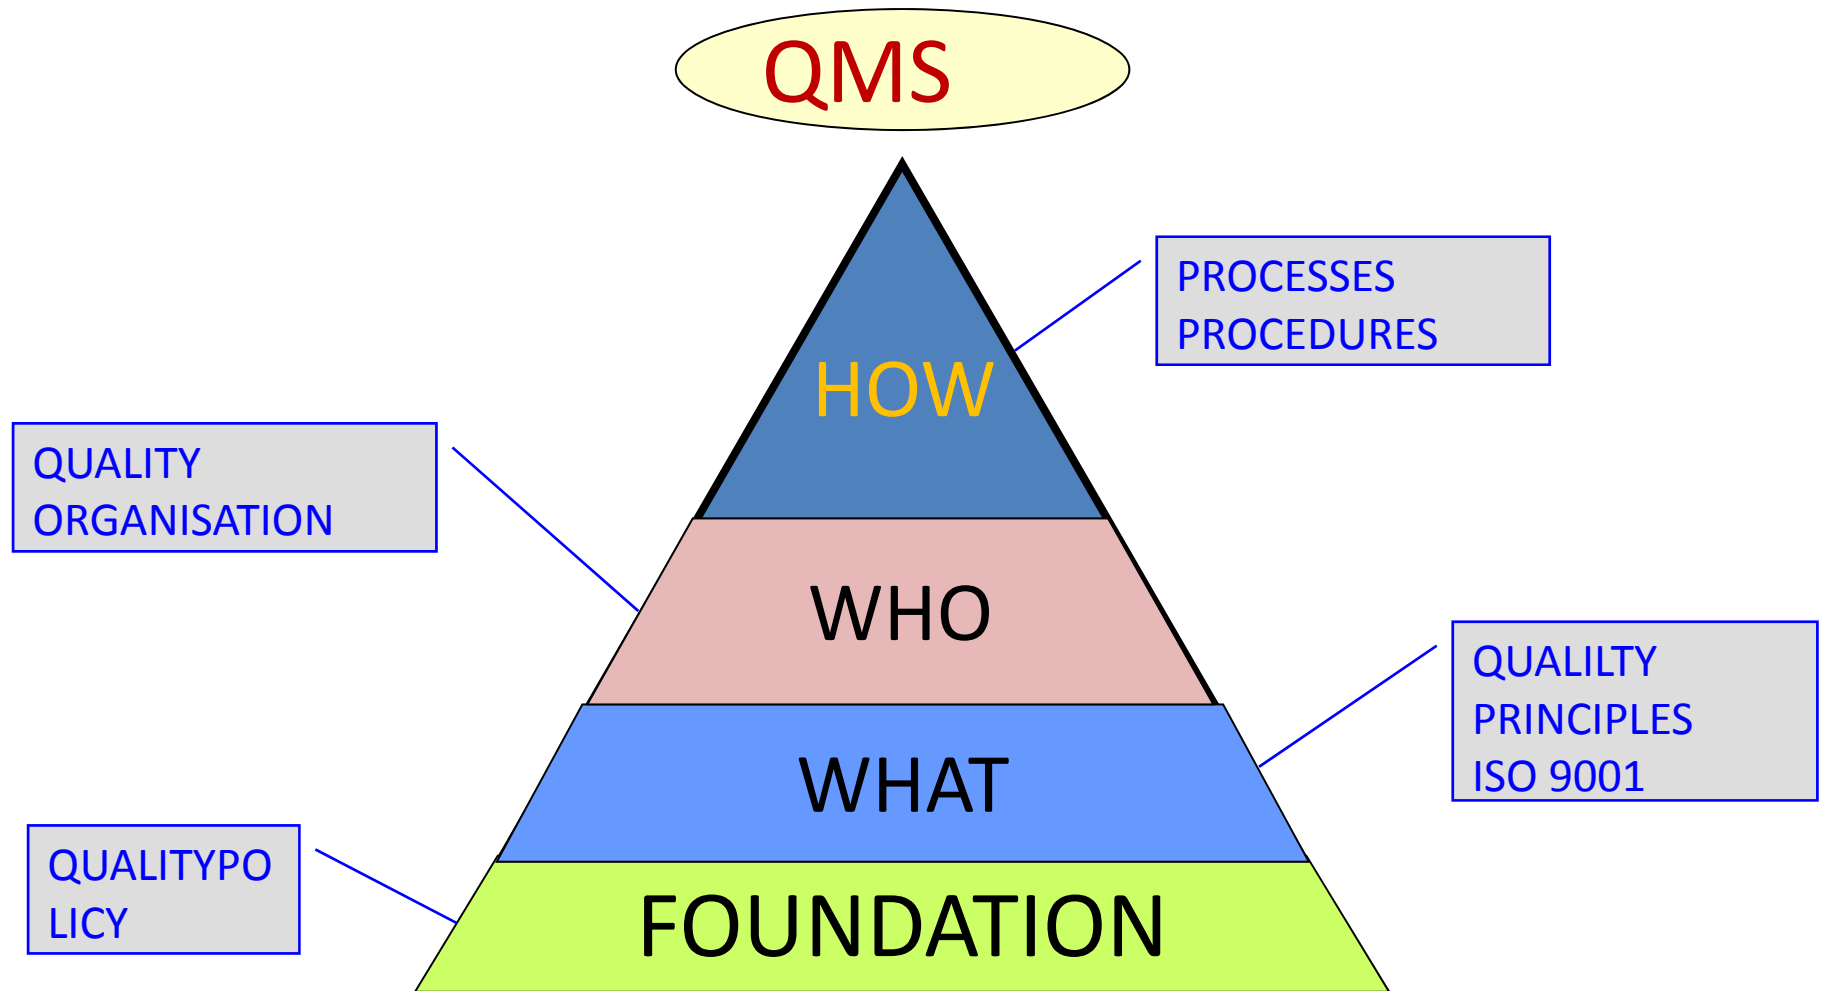 QMS
PROCESSES
PROCEDURES
HOW
QUALITY
ORGANISATION
WHO
QUALILTY
PRINCIPLES
ISO 9001
WHAT
QUALITYPO
LICY
FOUNDATION